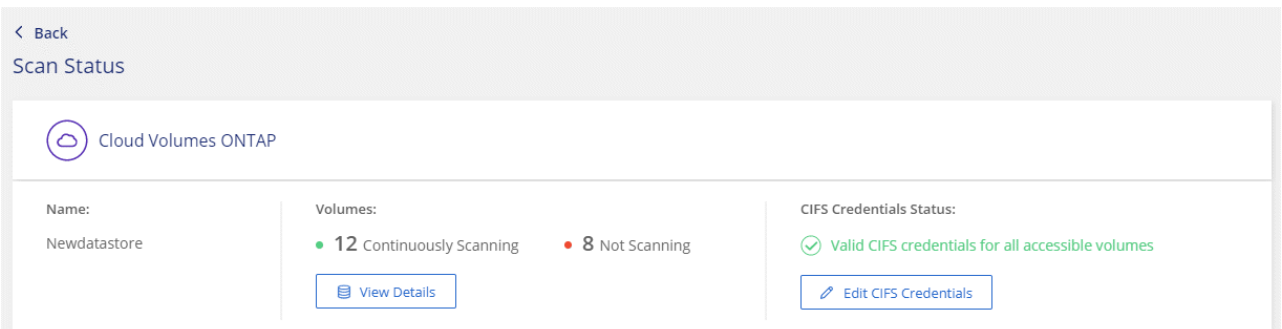 Back
Scan Status
Cloud Volumes ONTAP
Name:
Newdatastore
Volumes:
12 Continuously Scanning
8 Not Scanning
View Details
CIFS Credentials Status:
Valid CIFS credentials for all accessible volumes
Edit CIFS Credentials